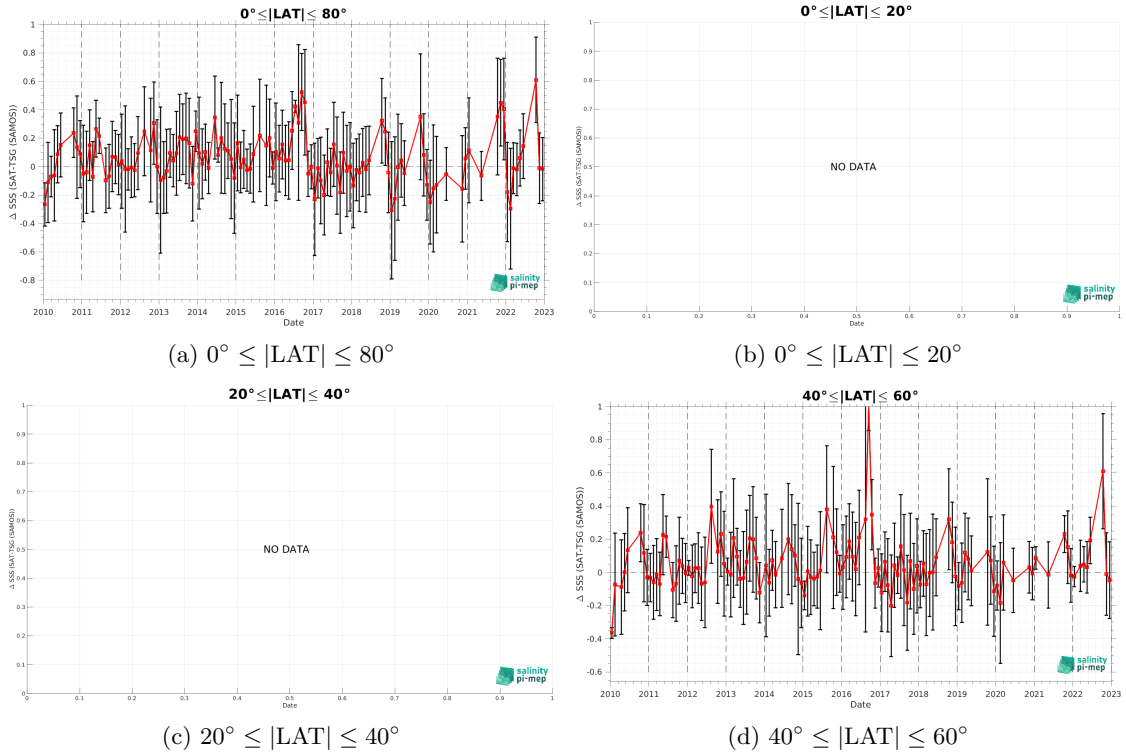 0°≤|LAT|≤ 80°
Δ SSS (SAT-TSG (SAMOS))
1
0.8
0.6
0.4
0.2
0
-0.2
-0.4
-0.6
-0.8
2010 2011 2012 2013 2014 2015 2016 2017 2018 2019 2020 2021 2022 2023
Date
salinity
pi-mep
(a) 0° ≤ |LAT| ≤ 80°
0°≤|LAT|≤ 20°
Δ SSS (SAT-TSG (SAMOS))
1
0.9
0.8
0.7
0.6
0.5
0.4
0.3
0.2
0.1
0
NO DATA
0 0.1 0.2 0.3 0.4 0.5 0.6 0.7 0.8 0.9 1
Date
salinity
pi-mep
(b) 0° ≤ |LAT| ≤ 20°
20°≤|LAT|≤ 40°
Δ SSS (SAT-TSG (SAMOS))
1
0.9
0.8
0.7
0.6
0.5
0.4
0.3
0.2
0.1
0
NO DATA
0 0.1 0.2 0.3 0.4 0.5 0.6 0.7 0.8 0.9 1
Date
salinity
pi-mep
(c) 20° ≤ |LAT| ≤ 40°
40°≤|LAT|≤ 60°
Δ SSS (SAT-TSG (SAMOS))
1
0.8
0.6
0.4
0.2
0
-0.2
-0.4
-0.6
2010 2011 2012 2013 2014 2015 2016 2017 2018 2019 2020 2021 2022 2023
Date
salinity
pi-mep
(d) 40° ≤ |LAT| ≤ 60°